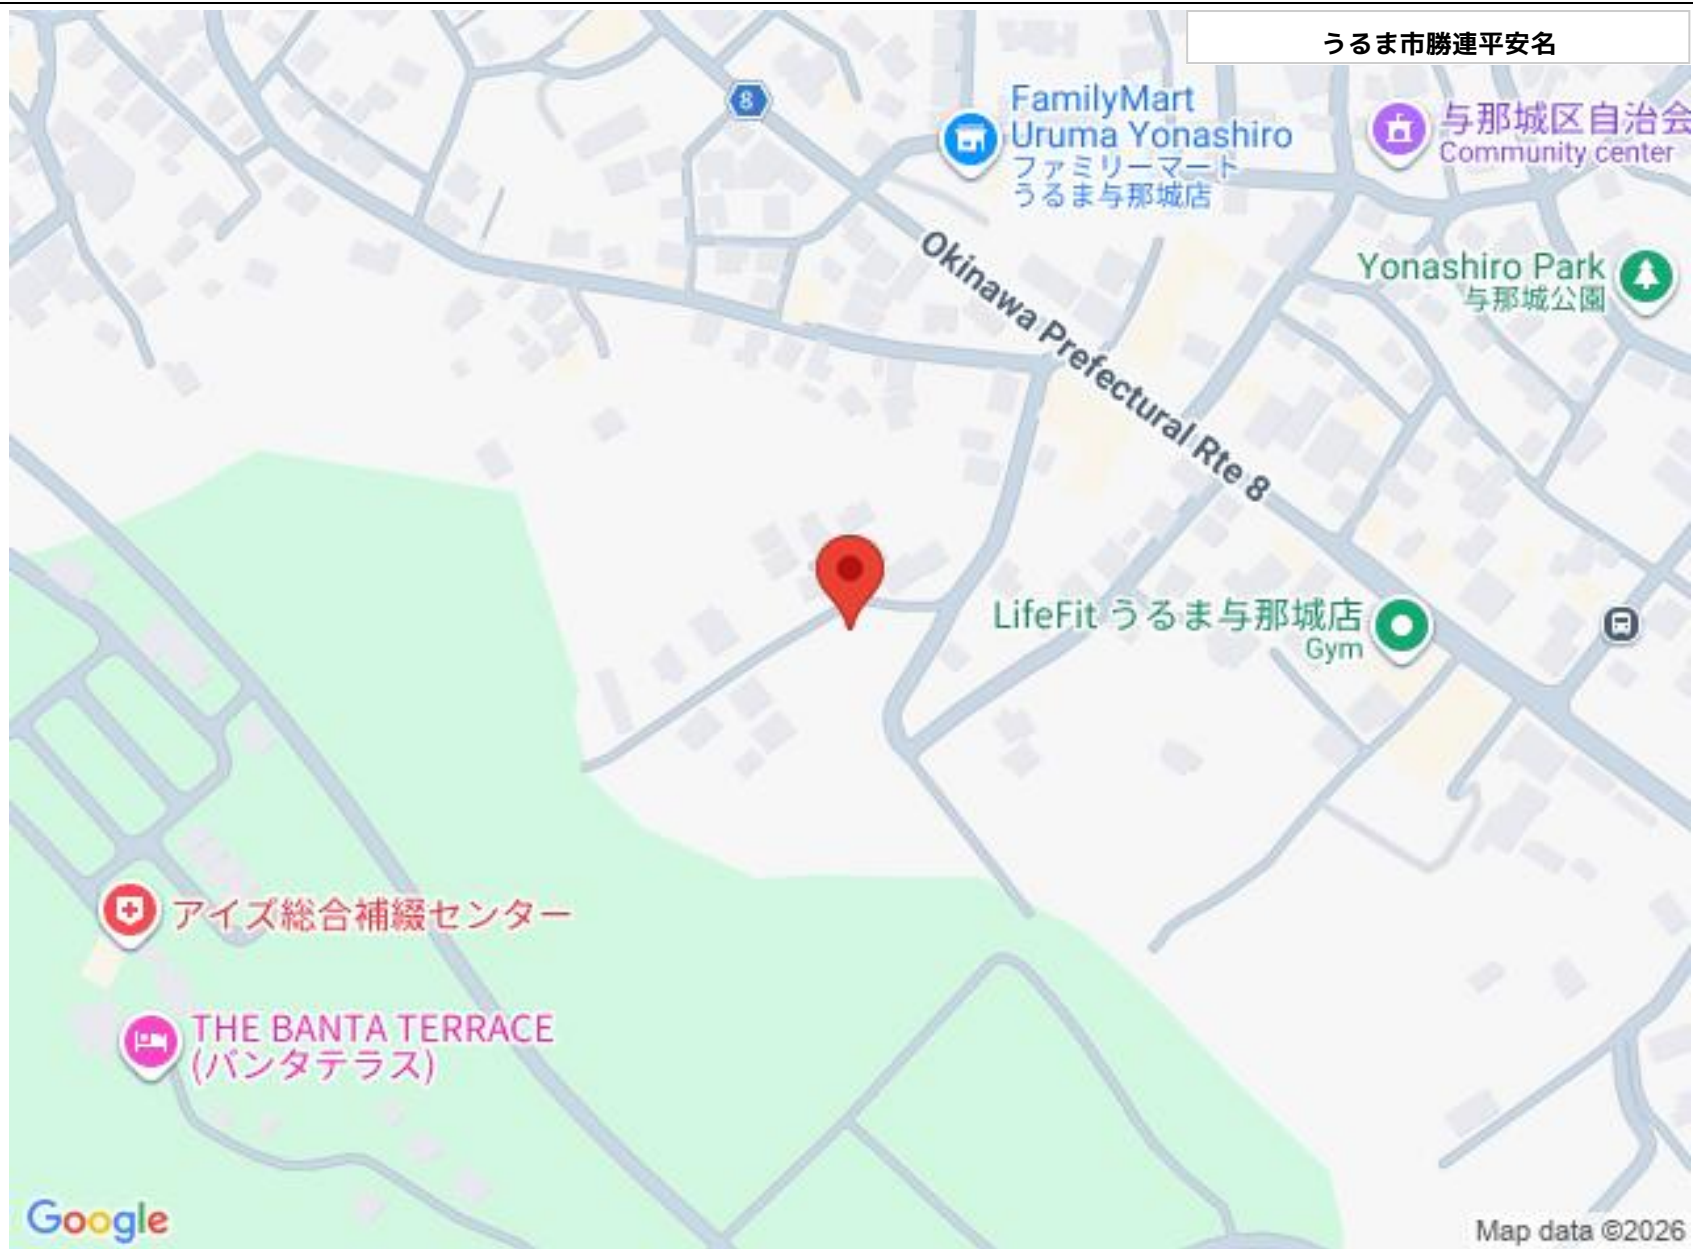 うるま市勝連平安名
8
FamilyMart
Uruma Yonashiro
ファミリーマート
うるま与那城店
与那城区自治会
Community center
Okinawa Prefectural Rte 8
Yonashiro Park
与那城公園
LifeFit うるま与那城店
Gym
アイズ総合補綴センター
THE BANTA TERRACE
(バンタテラス)
Google
Map data ©2026